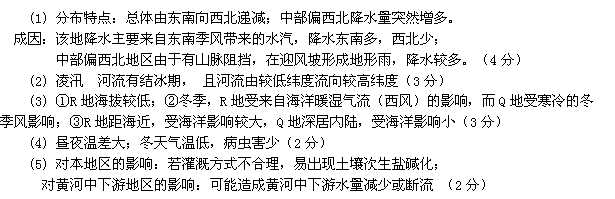 (1) 分布特点：总体由东南向西北递减；中部偏西北降水量突然增多。
成因：该地降水主要来自东南季风带来的水汽，降水东南多，西北少；
中部偏西北地区由于有山脉阻挡，在迎风坡形成地形雨，降水较多。（4 分）
(2) 凌汛 河流有结冰期， 且河流由较低纬度流向较高纬度（3 分）
(3) ①R 地海拔较低；②冬季，R 地受来自海洋暖湿气流（西风）的影响，而 Q 地受寒冷的冬
季风影响；③R 地距海近，受海洋影响较大，Q 地深居内陆，受海洋影响小（3 分）
(4) 昼夜温差大；冬天气温低，病虫害少（2 分）
(5) 对本地区的影响：若灌溉方式不合理，易出现土壤次生盐碱化；
对黄河中下游地区的影响：可能造成黄河中下游水量减少或断流 （2 分）